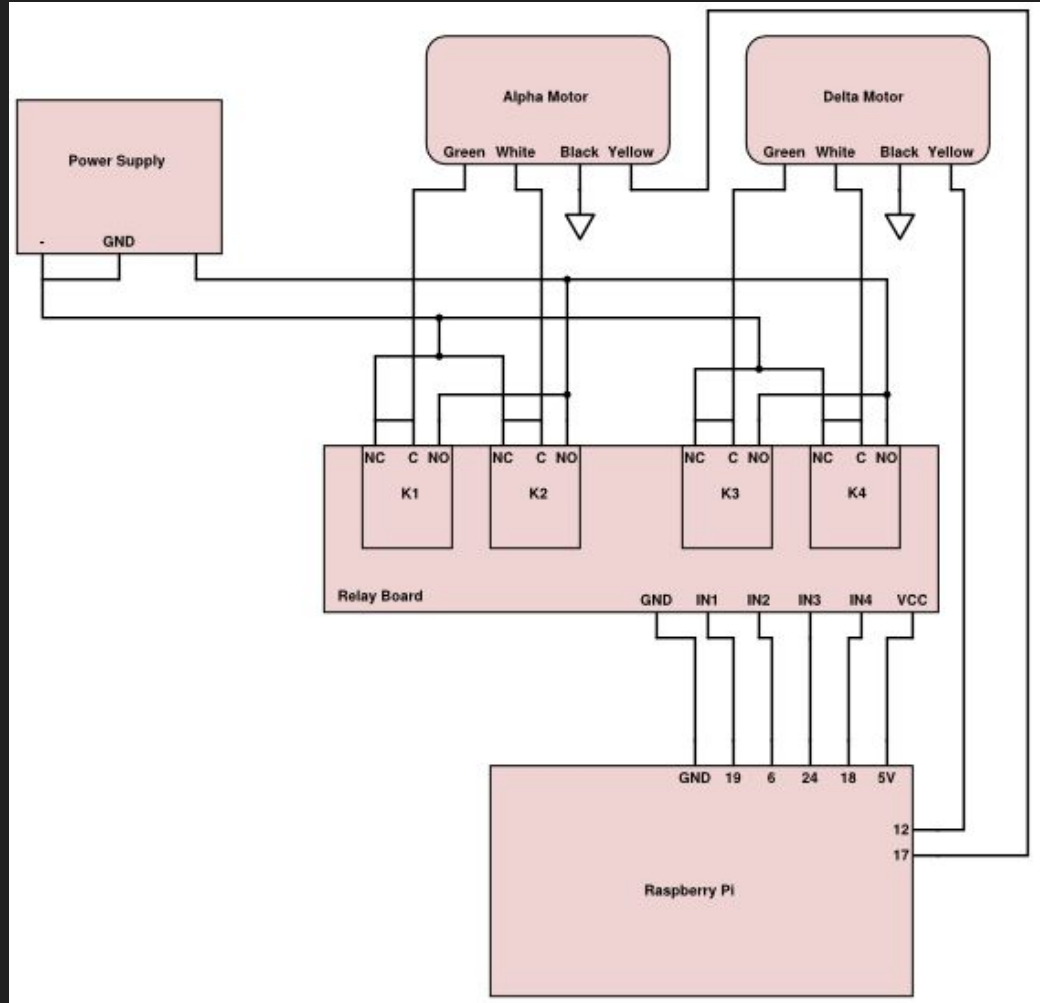 Alpha Motor
Delta Motor
Green White Black Yellow
Green White Black Yellow
Power Supply
- GND
NC C NO
NC C NO
NC C NO
NC C NO
K1
K2
K3
K4
Relay Board
GND IN1 IN2 IN3 IN4 VCC
GND 19 6 24 18 5V
12
17
Raspberry Pi